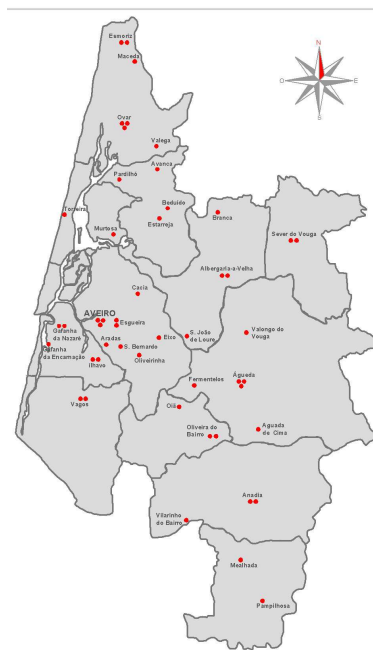 Esmoriz
Maceda
N
O
E
S
Ovar
Valega
Avanca
Pardilhó
Beduido
Torreira
Estarreja
Branca
Murtosa
Sever do Vouga
Albergaria-a-Velha
Cacia
AVEIRO
Esgueira
Gafanha
da Nazaré
Aradas
S. Bernardo
Eixo
S. João
de Loure
Valongo do
Vouga
Gafanha
da Encarnação
Oliveirinha
Ílhavo
Fermentelos
Águeda
Vagos
Oiã
Oliveira do
Bairro
Aguada
de Cima
Anadia
Vilarinho
do Bairro
Mealhada
Pampilhosa